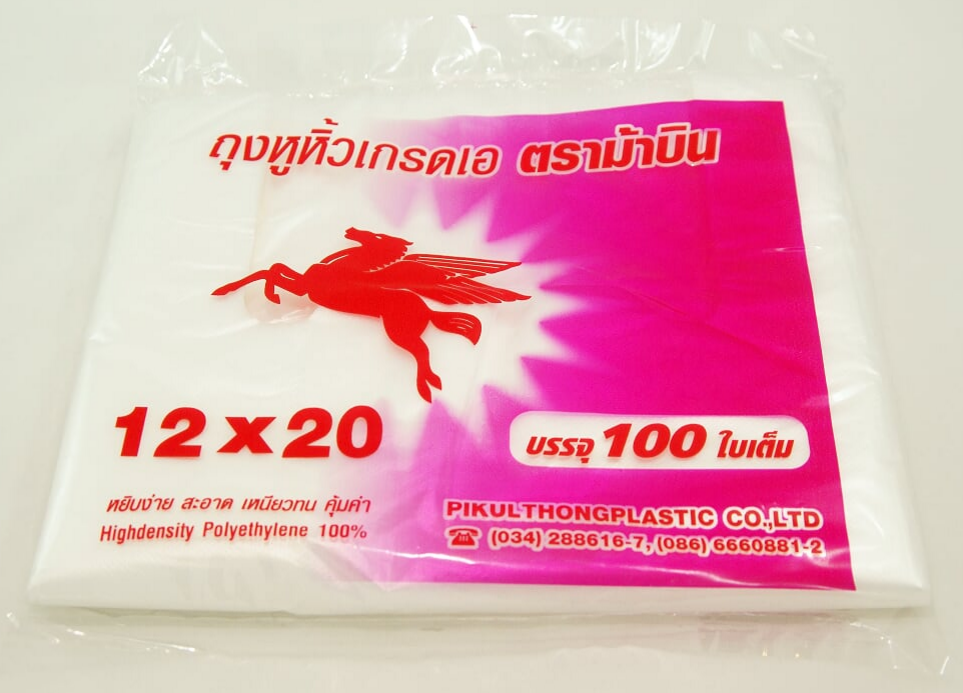 ถุงหูหิ้วเกรดเอ ตราม้าบิน
12 x 20
บรรจุ 100 ใบเต็ม
หยิบง่าย สะอาด เหนียวทน คุ้มค่า
Highdensity Polyethylene 100%
PIKULTHONGPLASTIC CO.,LTD
☎ (034) 288616-7, (086) 6660881-2